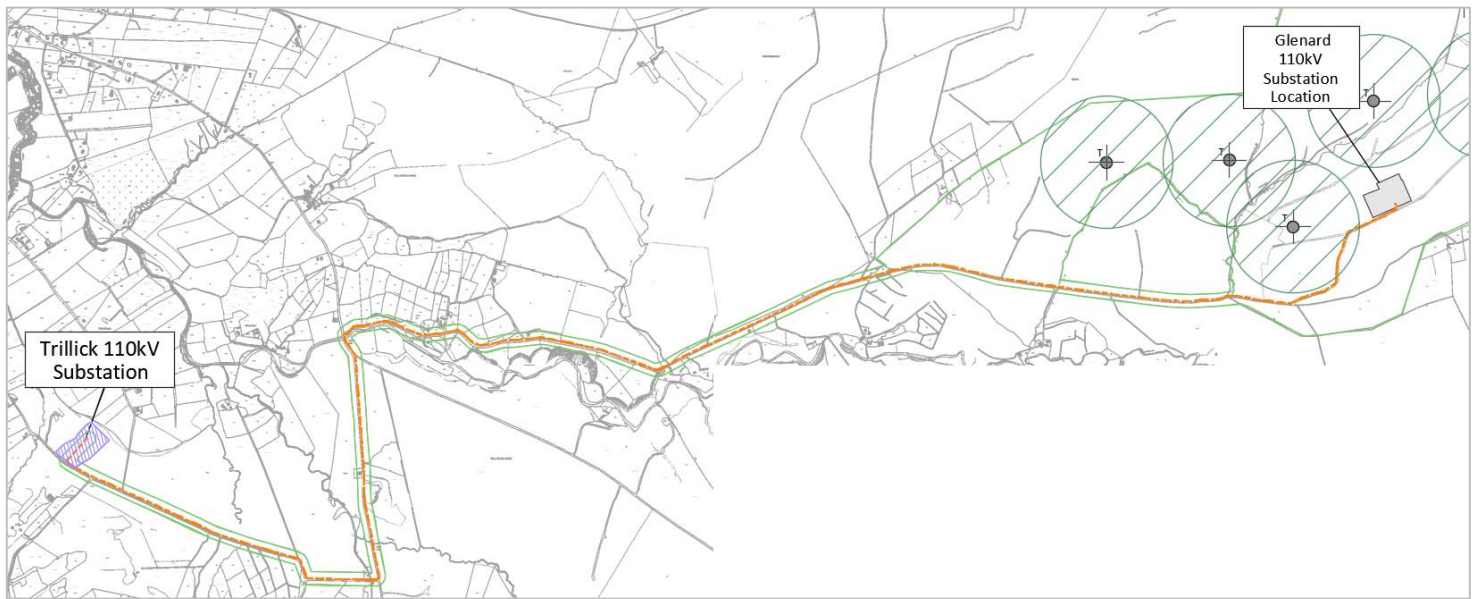 Glenard
110kV
Substation
Location
T
T
T
T
Trillick 110kV
Substation